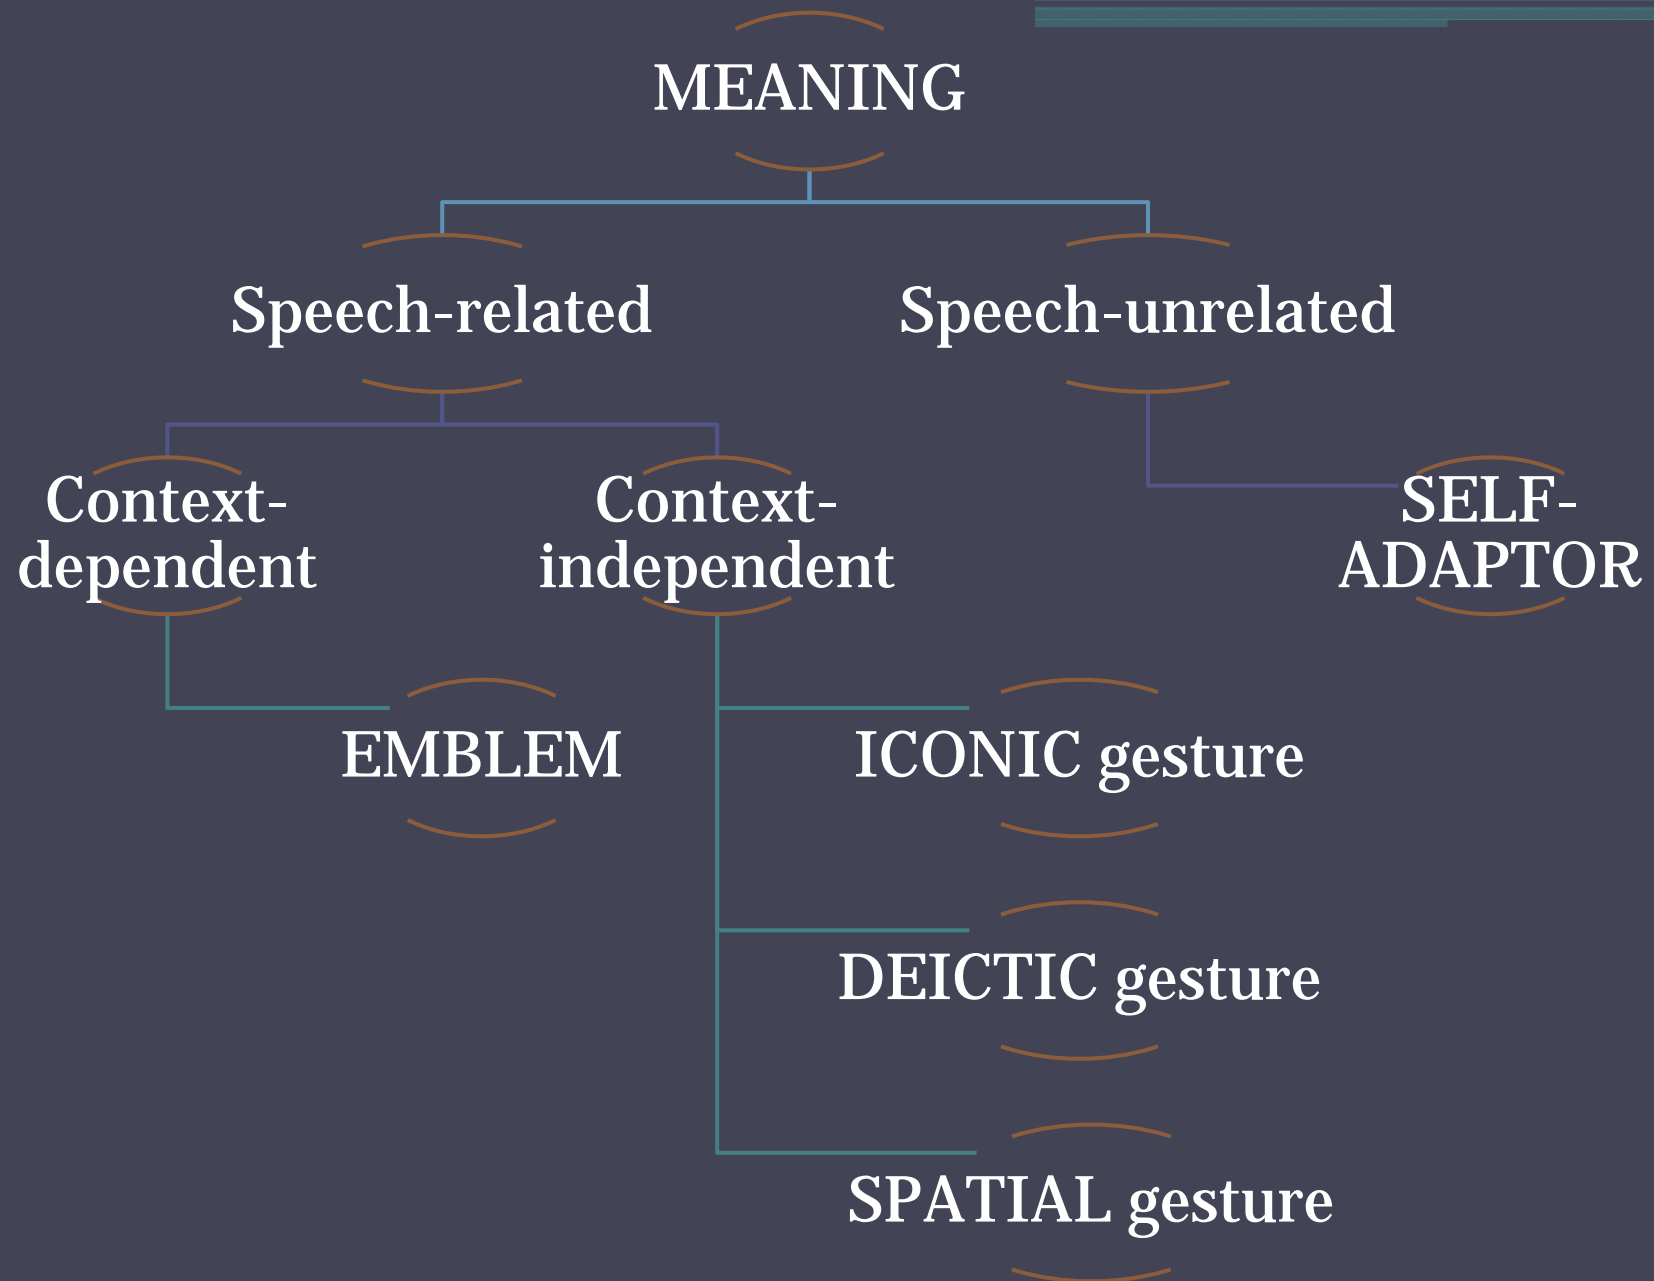 MEANING
Speech-related
Speech-unrelated
Context-
dependent
Context-
independent
SELF-
ADAPTOR
EMBLEM
ICONIC gesture
DEICTIC gesture
SPATIAL gesture